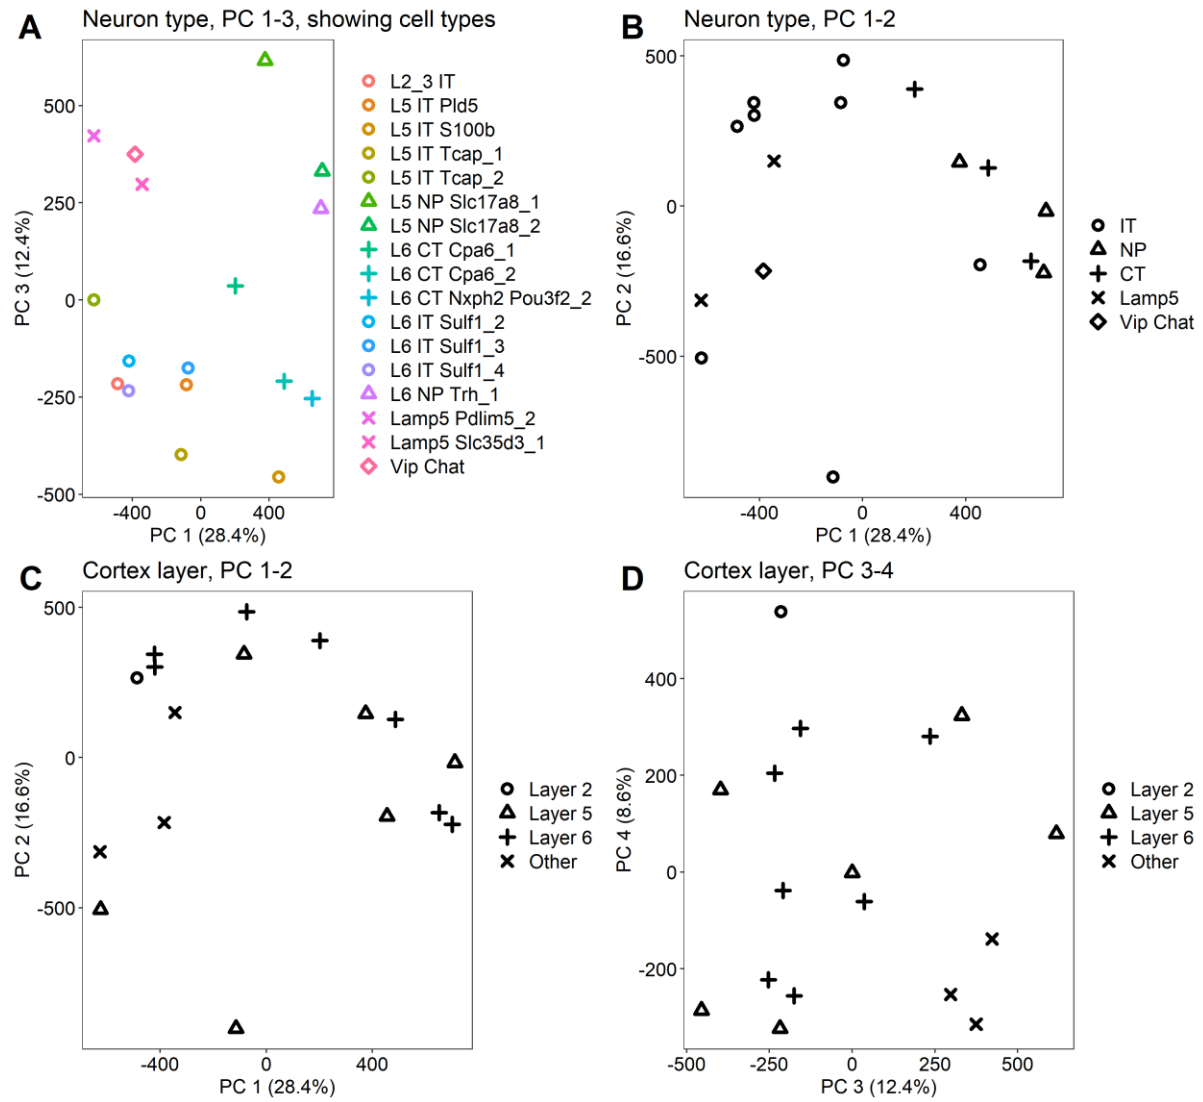 A Neuron type, PC 1-3, showing cell types
500
250
0
-250
-500
-400 0 400
PC 3 (12.4%)
PC 1 (28.4%)
L2_3 IT
L5 IT Pld5
L5 IT S100b
L5 IT Tcap_1
L5 IT Tcap_2
L5 NP Slc17a8_1
L5 NP Slc17a8_2
L6 CT Cpa6_1
L6 CT Cpa6_2
L6 CT Nxph2 Pou3f2_2
L6 IT Sulf1_2
L6 IT Sulf1_3
L6 IT Sulf1_4
L6 NP Trh_1
Lamp5 Pdlim5_2
Lamp5 Slc35d3_1
Vip Chat
B Neuron type, PC 1-2
500
0
-500
-400 0 400
PC 2 (16.6%)
PC 1 (28.4%)
IT
NP
CT
Lamp5
Vip Chat
C Cortex layer, PC 1-2
500
0
-500
-400 0 400
PC 2 (16.6%)
PC 1 (28.4%)
Layer 2
Layer 5
Layer 6
Other
D Cortex layer, PC 3-4
400
200
0
-200
-500 -250 0 250 500
PC 4 (8.6%)
PC 3 (12.4%)
Layer 2
Layer 5
Layer 6
Other